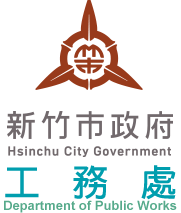 新竹市政府
Hsinchu City Government
工務處
Department of Public Works